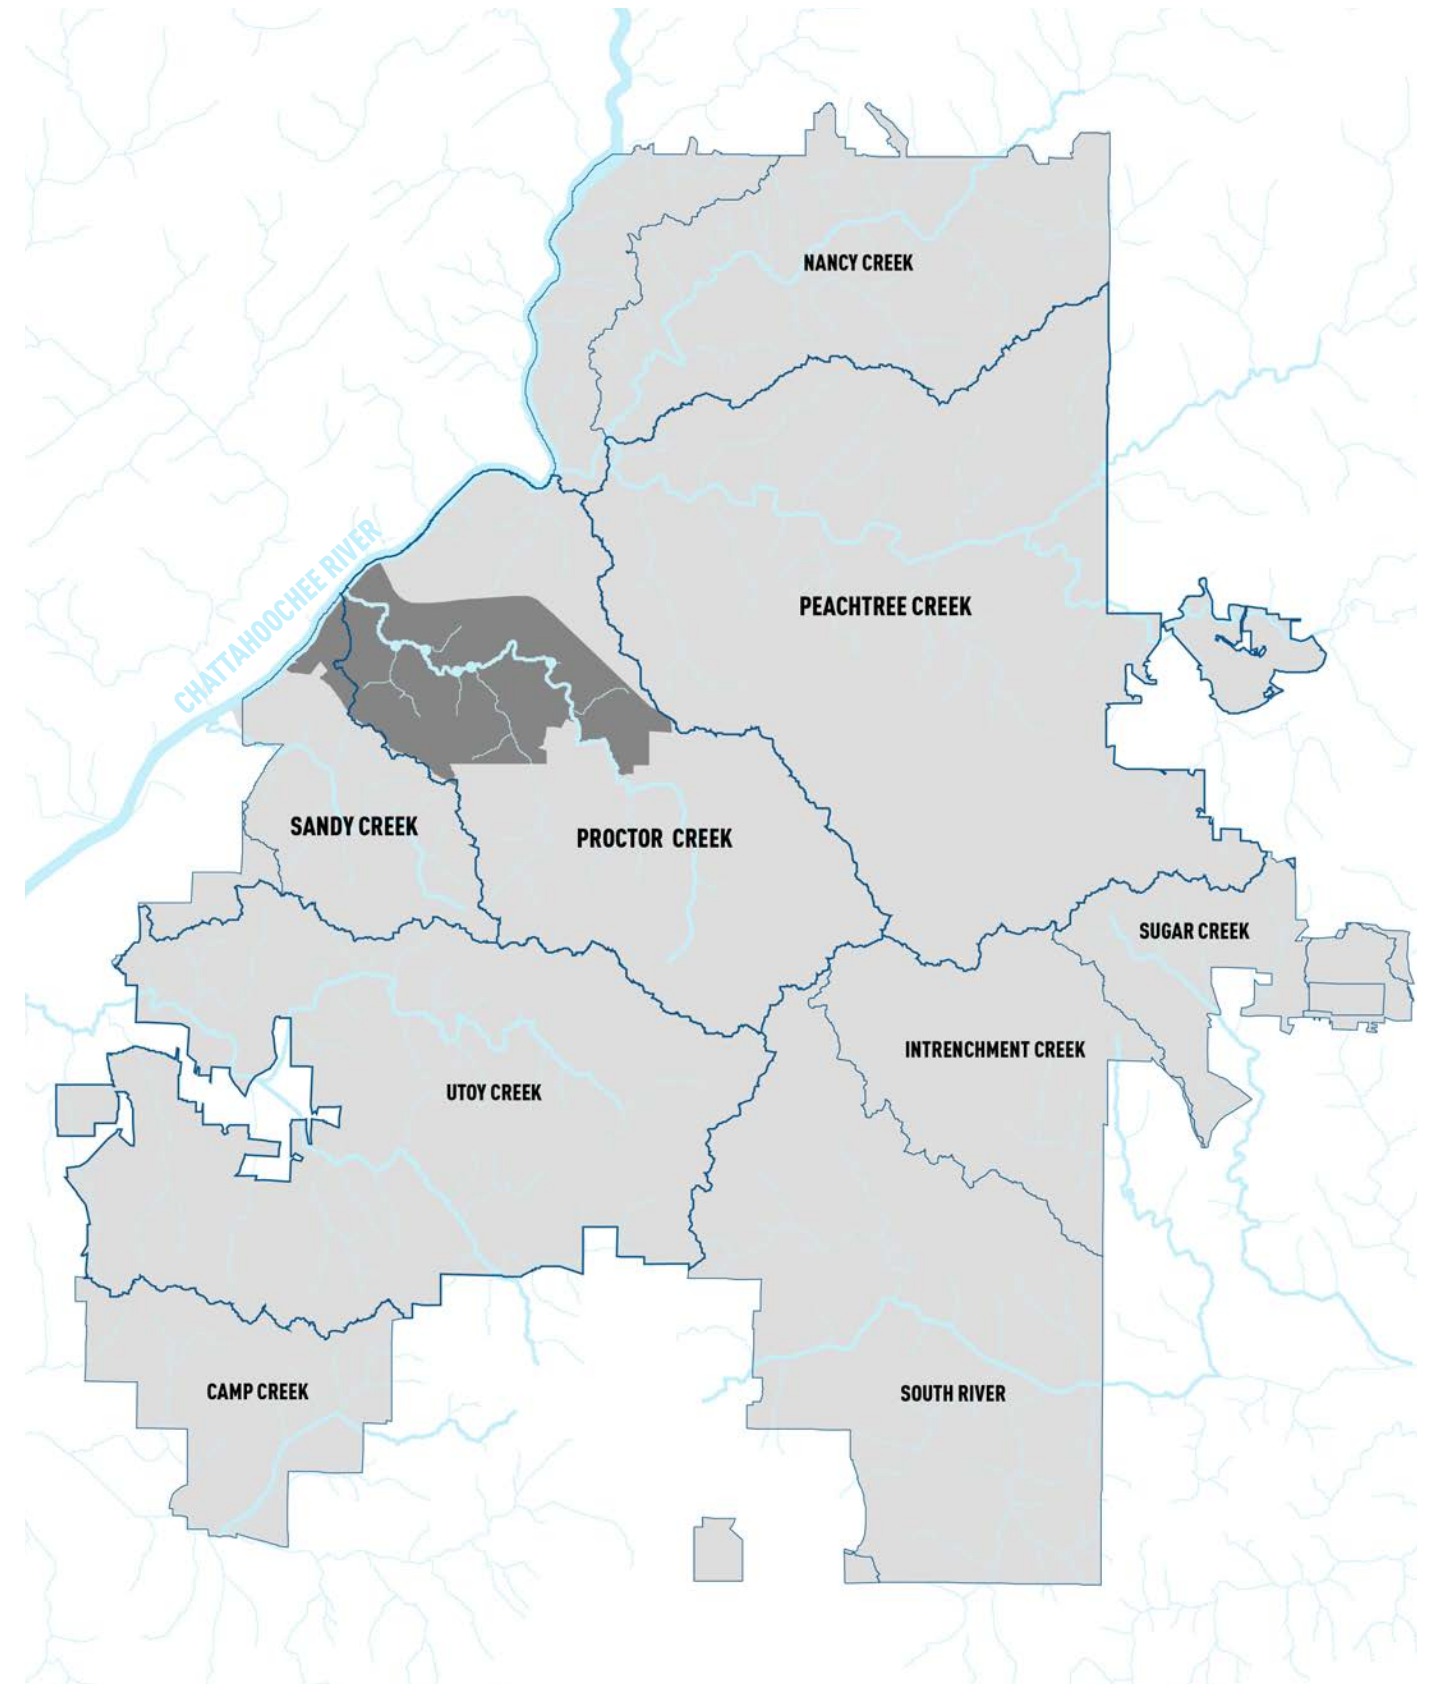 NANCY CREEK
CHATTAHOOCHEE RIVER
PEACHTREE CREEK
SANDY CREEK
PROCTOR CREEK
SUGAR CREEK
INTRENCHMENT CREEK
UTOY CREEK
CAMP CREEK
SOUTH RIVER